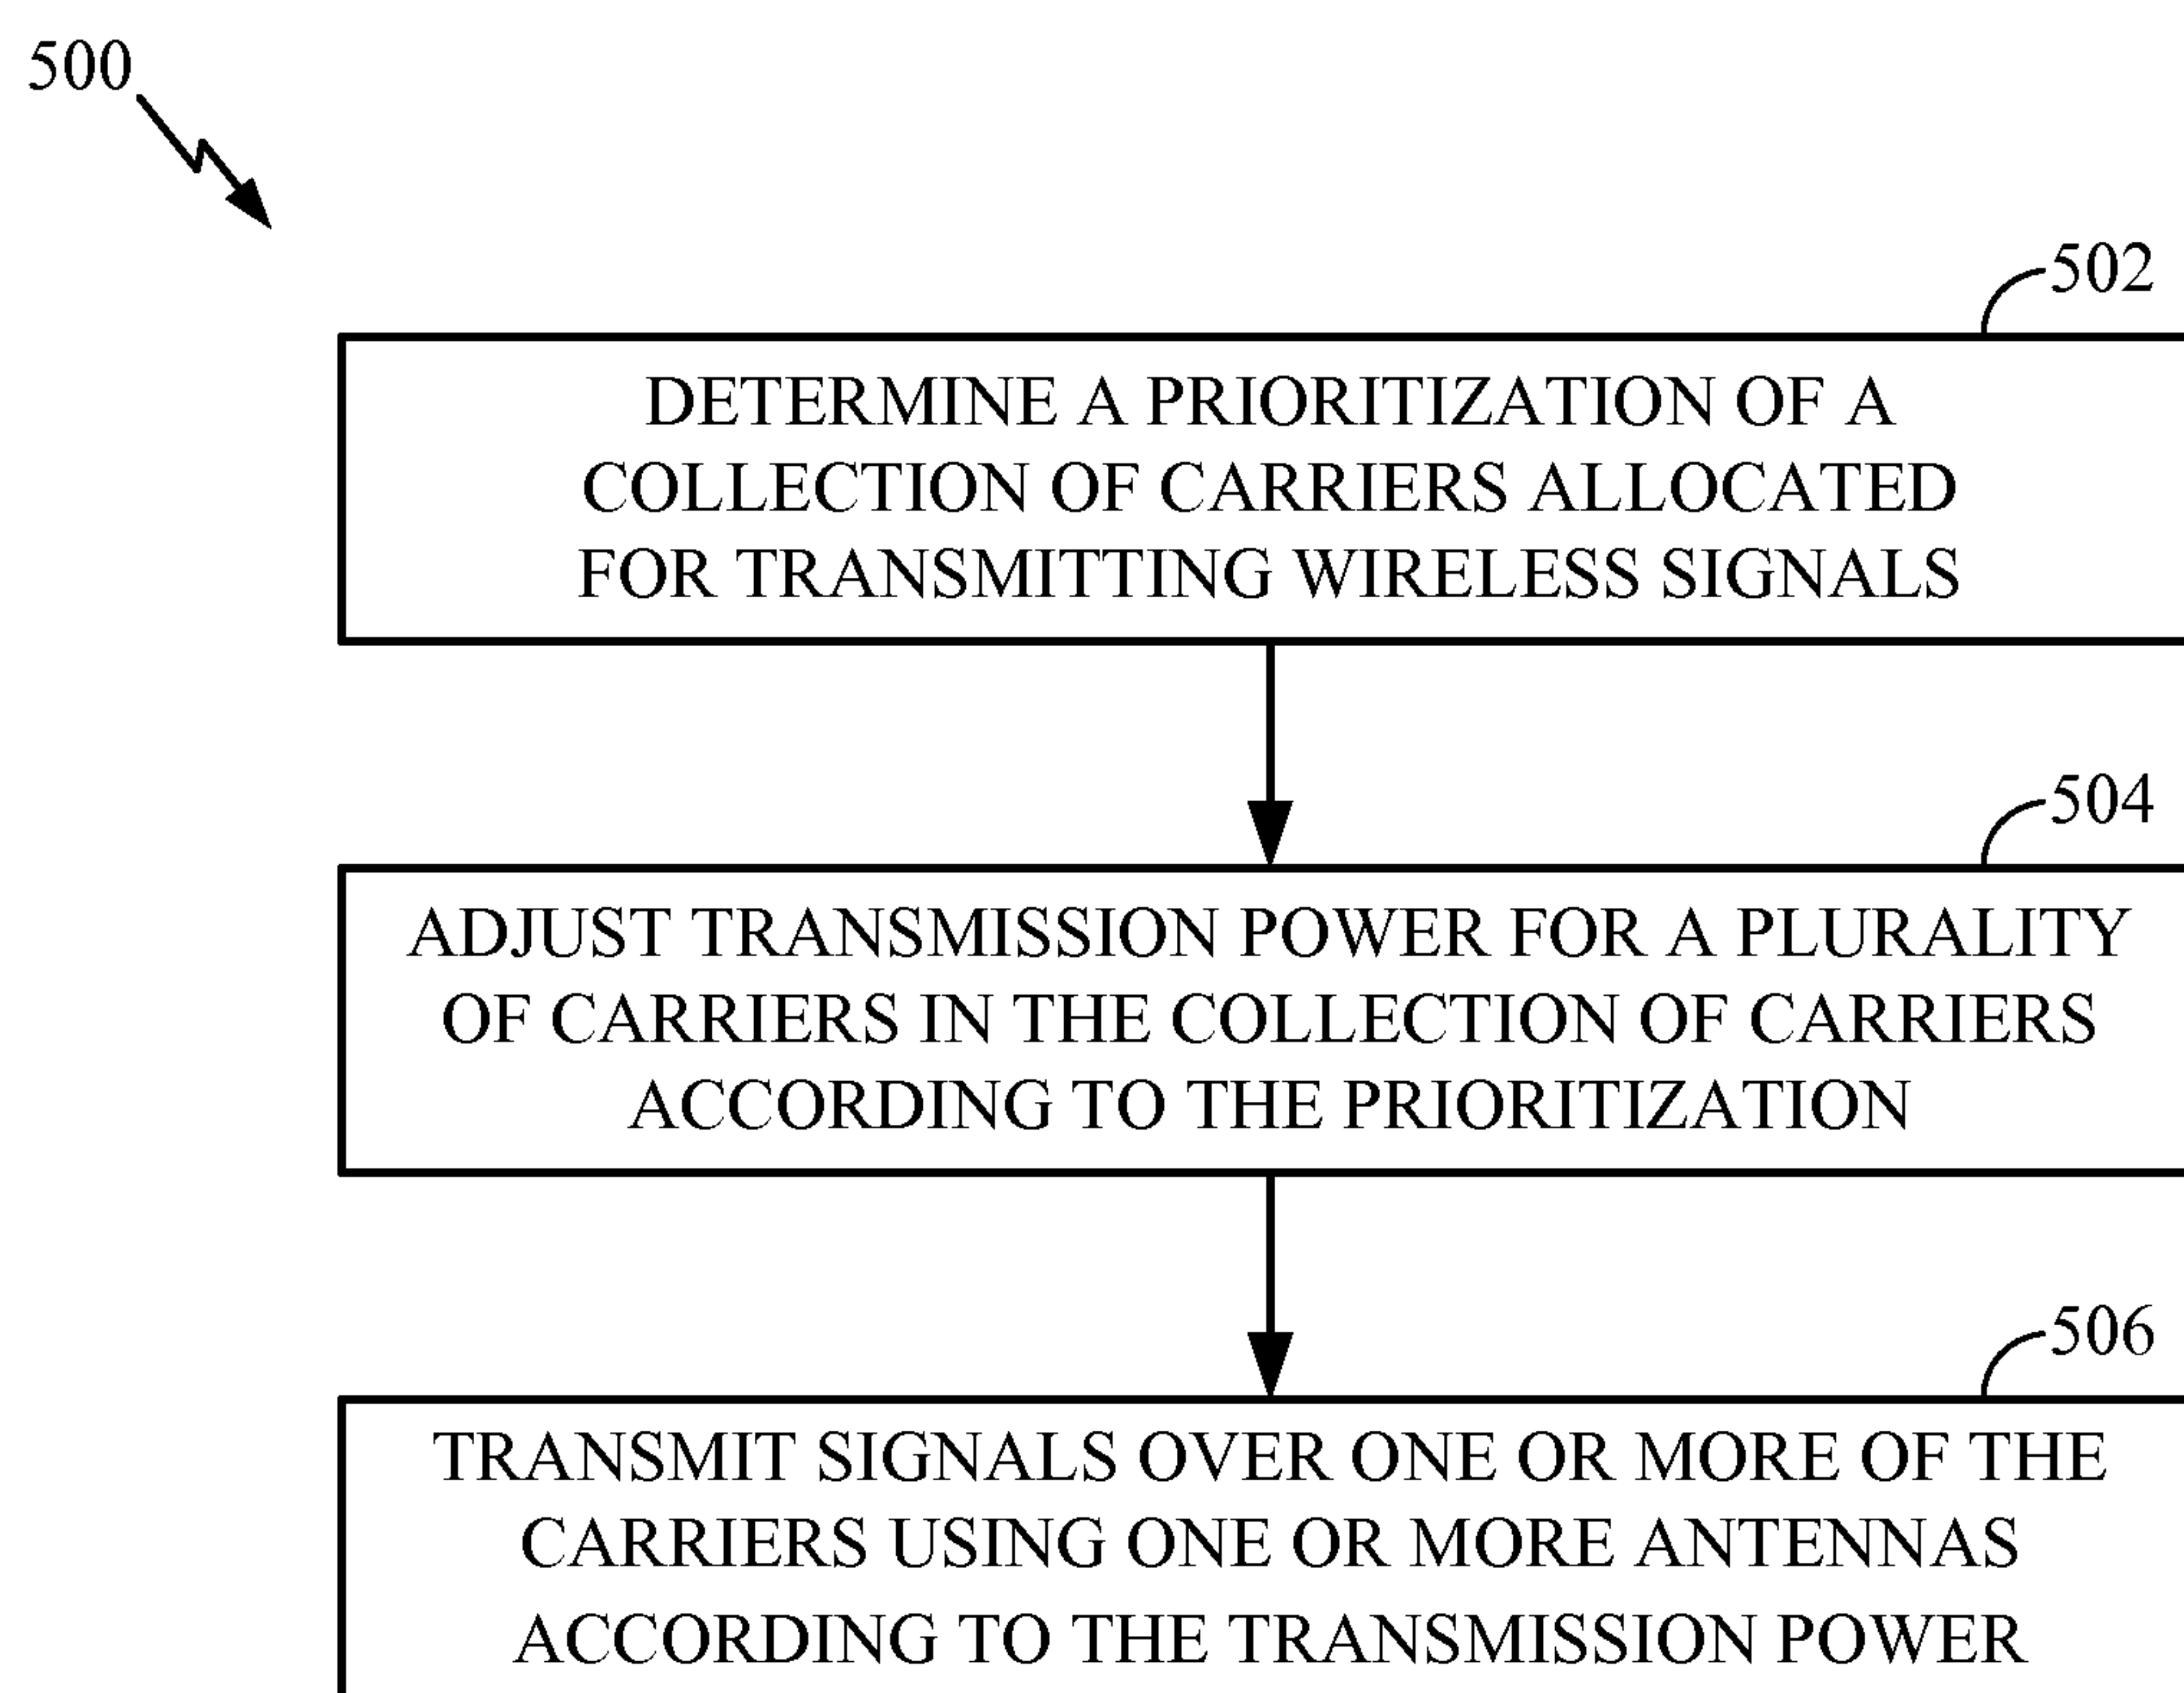 500
502
DETERMINE A PRIORITIZATION OF A
COLLECTION OF CARRIERS ALLOCATED
FOR TRANSMITTING WIRELESS SIGNALS
504
ADJUST TRANSMISSION POWER FOR A PLURALITY
OF CARRIERS IN THE COLLECTION OF CARRIERS
ACCORDING TO THE PRIORITIZATION
506
TRANSMIT SIGNALS OVER ONE OR MORE OF THE
CARRIERS USING ONE OR MORE ANTENNAS
ACCORDING TO THE TRANSMISSION POWER